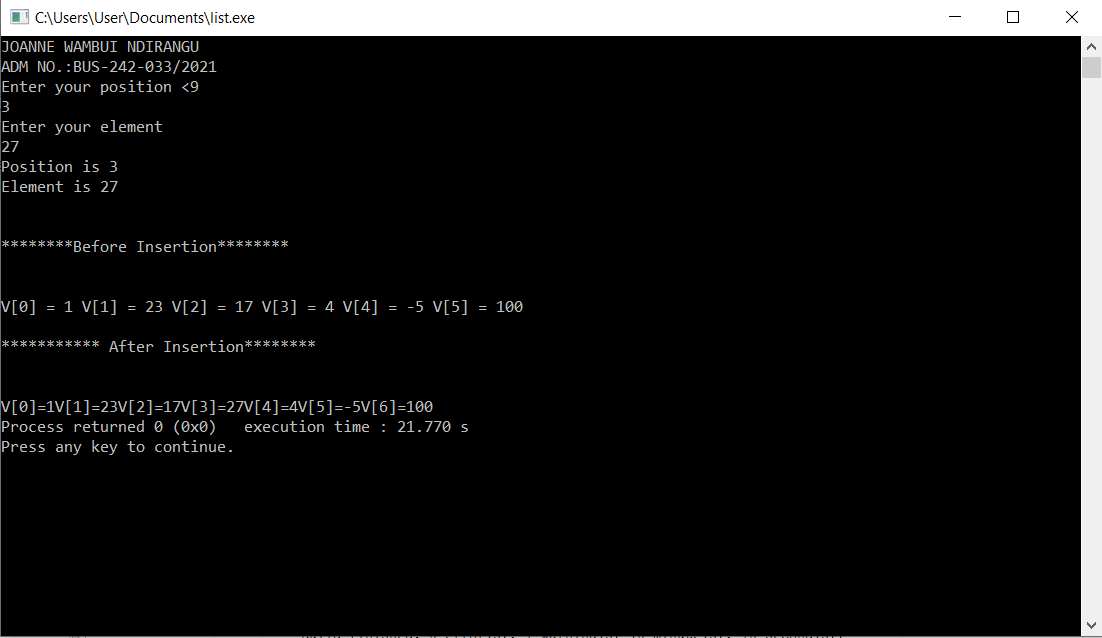 C:\Users\User\Documents\list.exe
JOANNE WAMBUI NDIRANGU
ADM NO.:BUS-242-033/2021
Enter your position <9
3
Enter your element
27
Position is 3
Element is 27
********Before Insertion********
V[0] = 1 V[1] = 23 V[2] = 17 V[3] = 4 V[4] = -5 V[5] = 100
*********** After Insertion********
V[0]=1V[1]=23V[2]=17V[3]=27V[4]=4V[5]=-5V[6]=100
Process returned 0 (0x0)   execution time : 21.770 s
Press any key to continue.